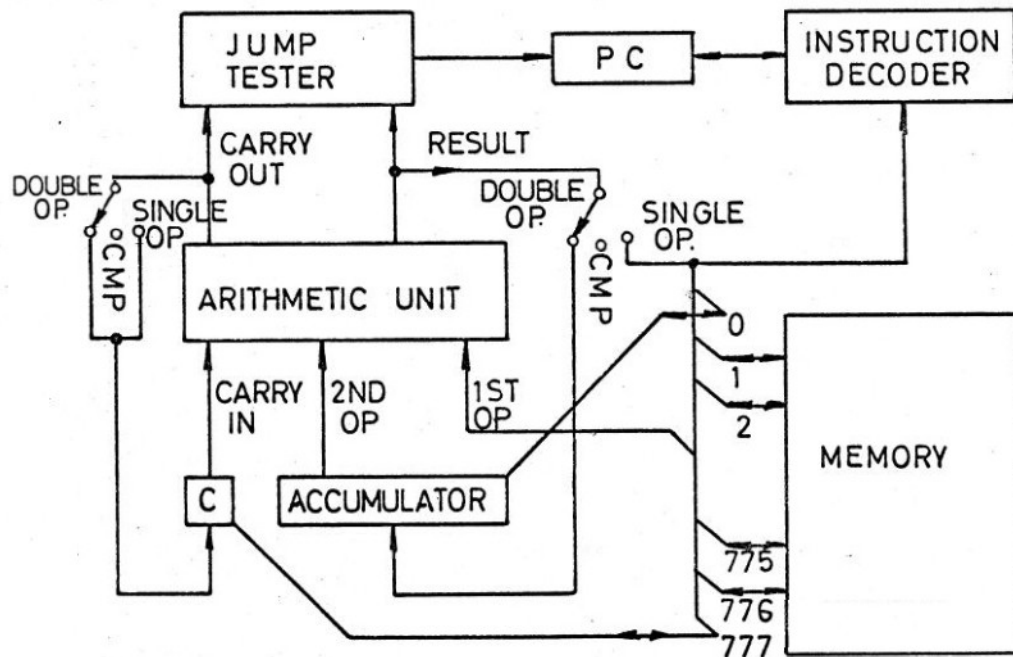 JUMP
TESTER
PC
INSTRUCTION
DECODER
CARRY
OUT
RESULT
DOUBLE
OP.
SINGLE
OP
CMP
DOUBLE
OP.
SINGLE
OP.
CMP
ARITHMETIC UNIT
0
1
2
CARRY
IN
2ND
OP
1ST
OP
MEMORY
C
ACCUMULATOR
775
776
777